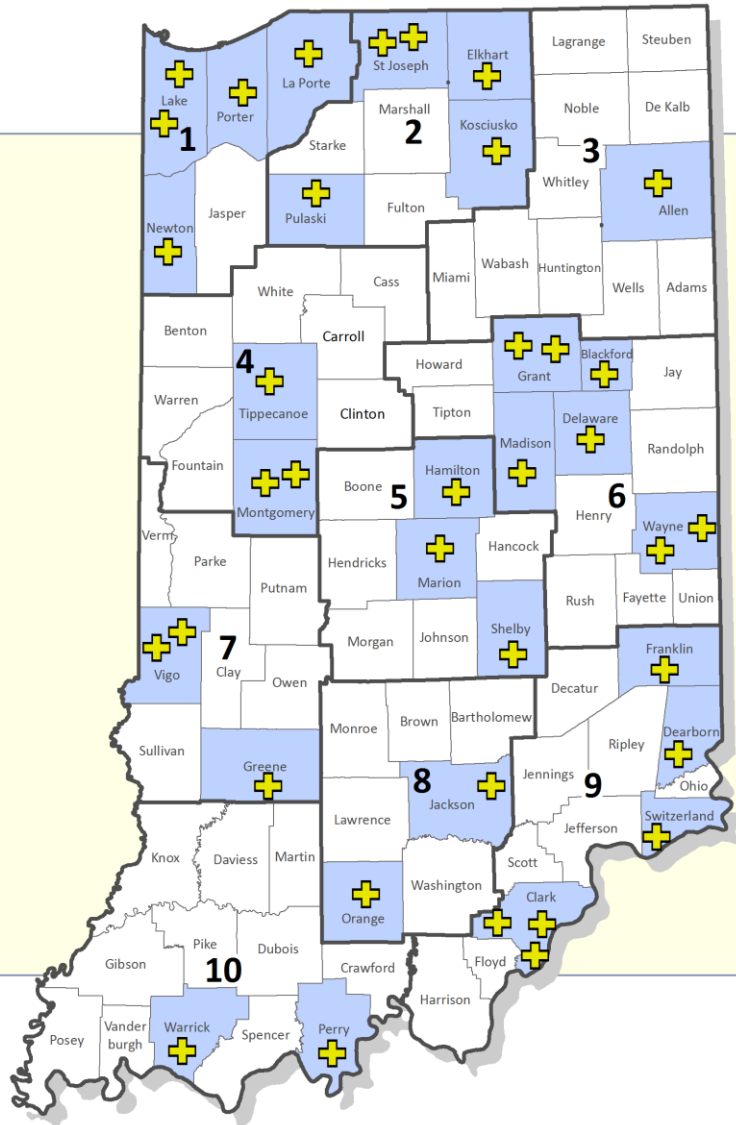 Lagrange
Steuben
St Joseph
Elkhart
La Porte
Lake
Porter
1
Marshall
2
Noble
De Kalb
Kosciusko
Starke
3
Whitley
Allen
Pulaski
Fulton
Jasper
Newton
Miami
Wabash
Huntington
Wells
Adams
White
Cass
Benton
Carroll
4
Howard
Grant
Blackford
Jay
Warren
Tippecanoe
Clinton
Tipton
Delaware
Madison
Randolph
Fountain
Hamilton
Boone
5
6
Montgomery
Henry
Wayne
Verm
Parke
Hendricks
Marion
Hancock
Putnam
Rush
Fayette
Union
Morgan
Johnson
Shelby
7
Clay
Vigo
Franklin
Owen
Decatur
Monroe
Brown
Bartholomew
Dearborn
Sullivan
Ripley
Greene
8
Jennings
9
Ohio
Jackson
Lawrence
Switzerland
Jefferson
Knox
Daviess
Martin
Scott
Washington
Clark
Orange
Pike
Dubois
Gibson
10
Crawford
Floyd
Harrison
Posey
Vander
burgh
Warrick
Spencer
Perry